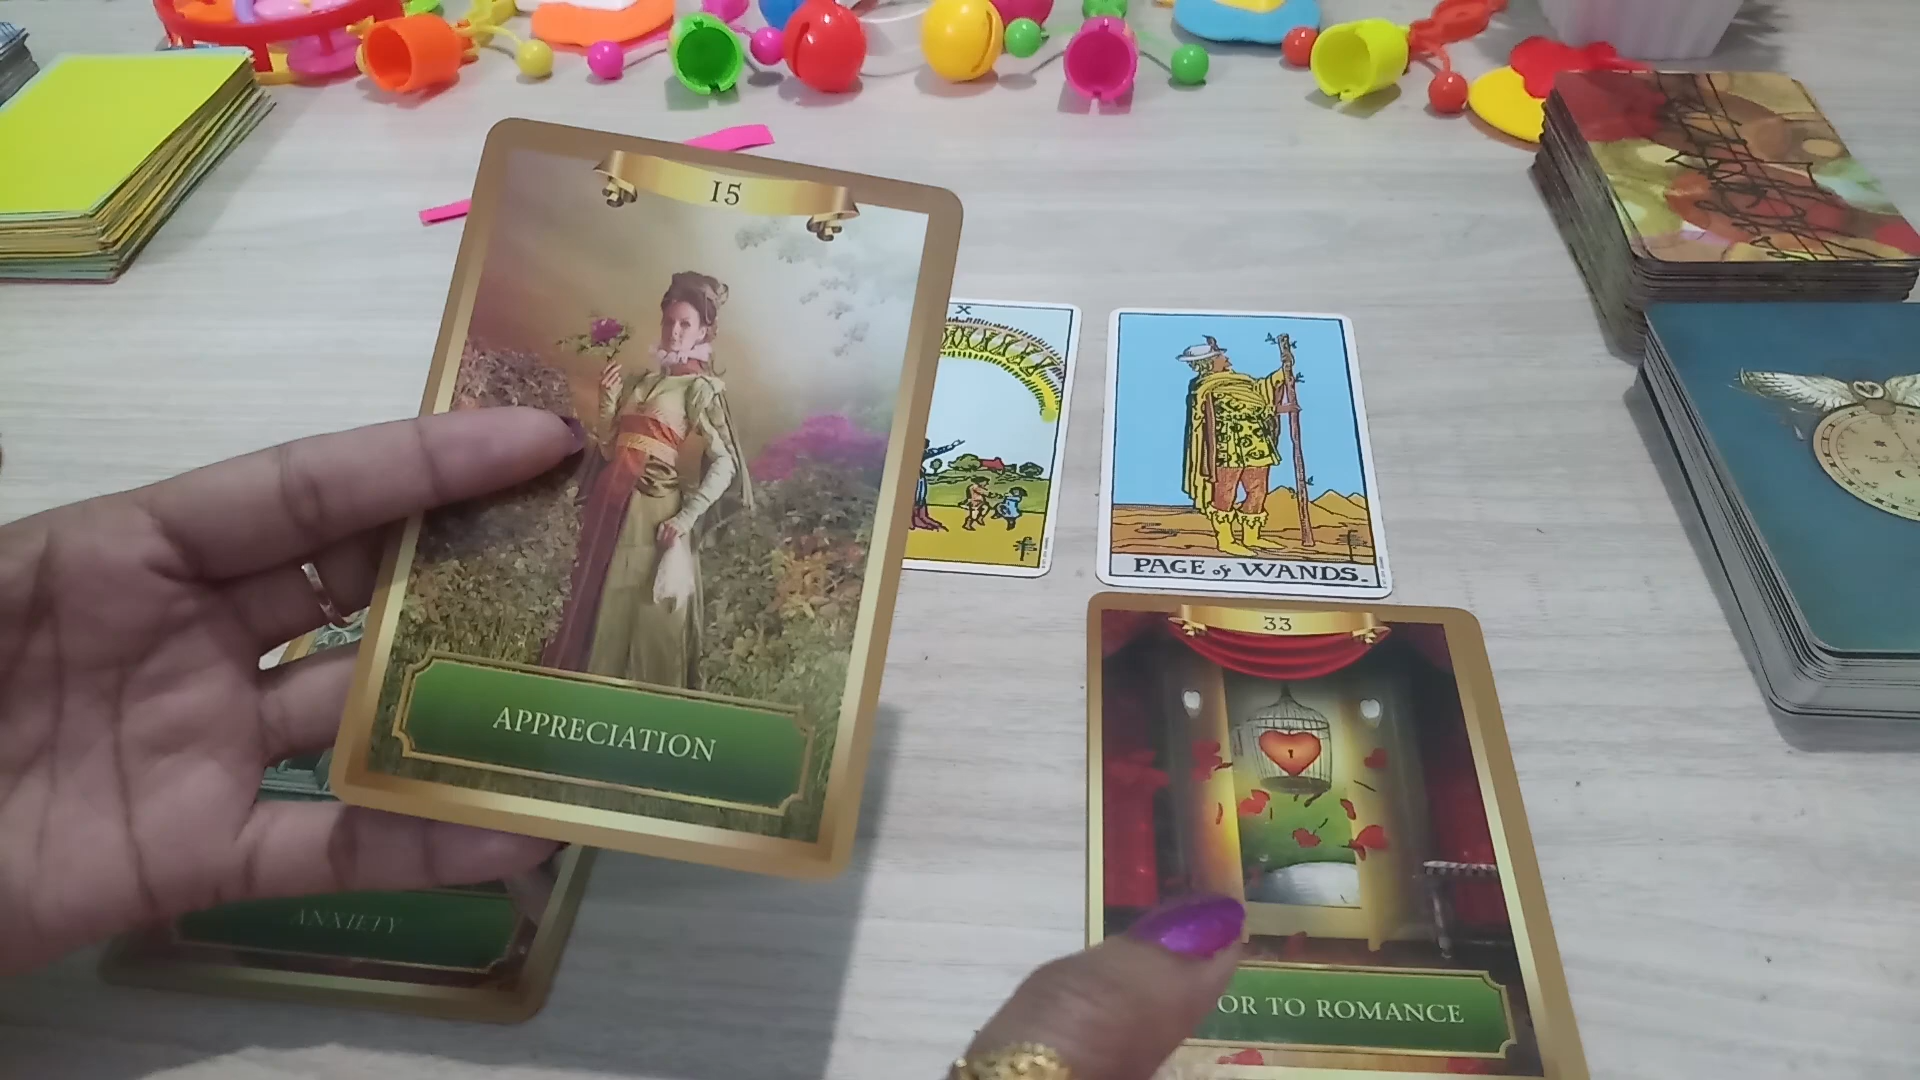 15
APPRECIATION
X
PAGE of WANDS.
33
OR TO ROMANCE
ANXIETY